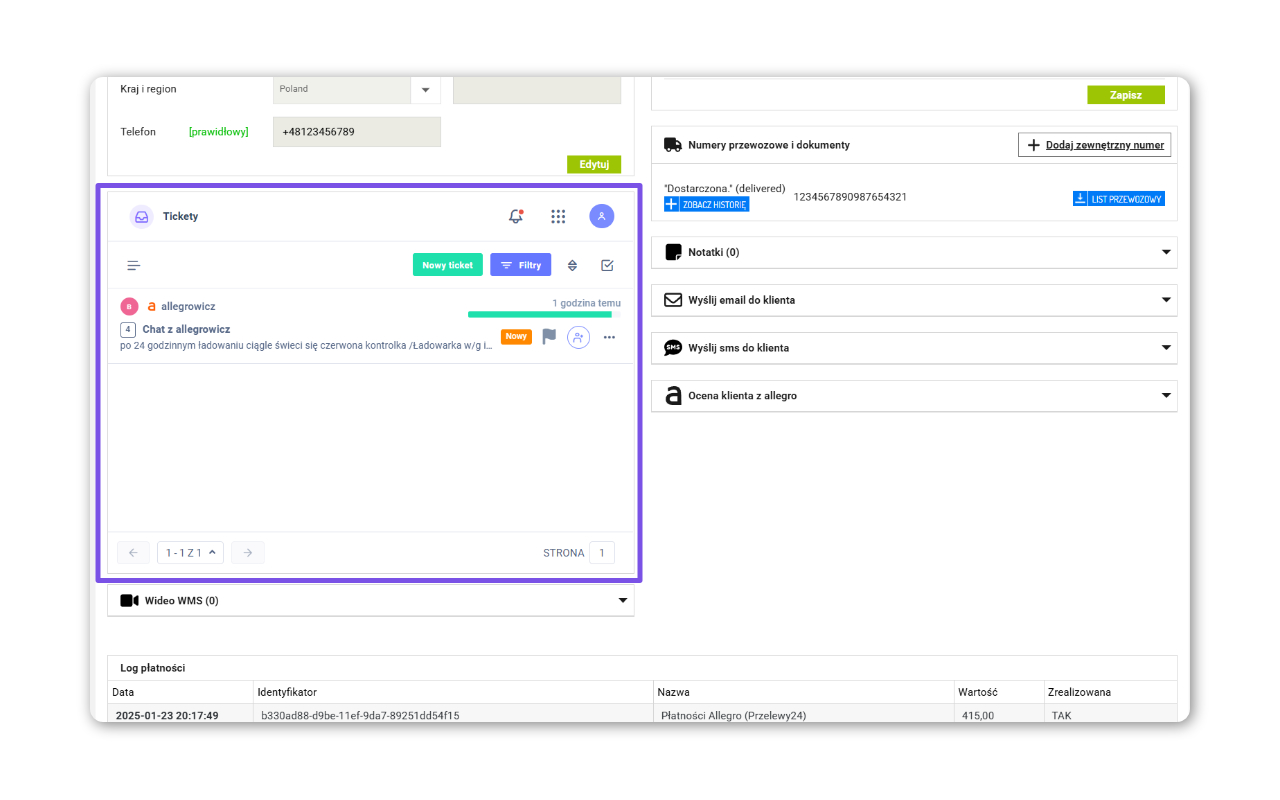 Kraj i region
Poland
Telefon
[prawidłowy]
+48123456789
Edytuj
Tickety
Nowy ticket
Filtry
B
a allegrowicz
1 godzina temu
4
Chat z allegrowicz
po 24 godzinnym ładowaniu ciągle świeci się czerwona kontrolka /Ładowarka w/g i...
Nowy
1 - 1 Z 1
STRONA
1
Wideo WMS (0)
Zapisz
Numery przewozowe i dokumenty
Dodaj zewnętrzny numer
"Dostarczona." (delivered)
ZOBACZ HISTORIĘ
1234567890987654321
LIST PRZEWOZOWY
Notatki (0)
Wyślij email do klienta
SMS
Wyślij sms do klienta
a
Ocena klienta z allegro
Log płatności
Data Identyfikator Nazwa Wartość Zrealizowana
2025-01-23 20:17:49 b330ad88-d9be-11ef-9da7-89251dd54f15 Płatności Allegro (Przelewy24) 415,00 TAK